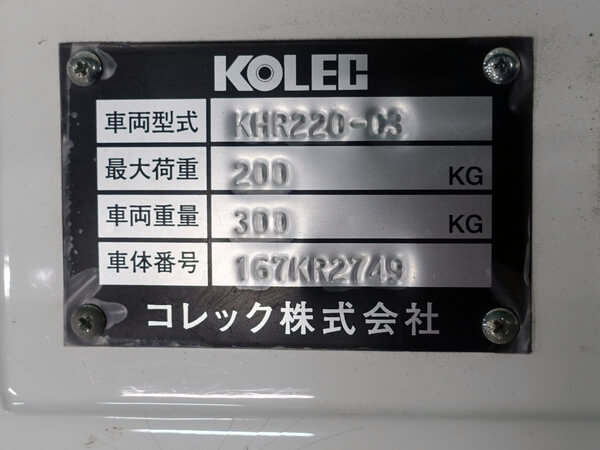 KOLEC
車両型式 KHR220-03
最大荷重 200 KG
車両重量 300 KG
車体番号 167KR2749
コレック株式会社